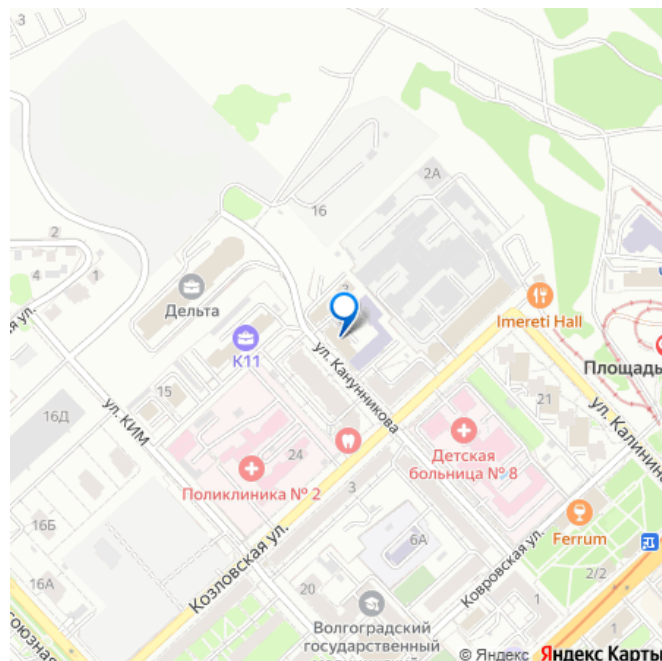 2А
16
2
4
1
Дельта
3
Imereti Hall
К11
ул. Канунникова
Площадь
15
ул. КИМ
16Д
21
ул. Калинина
24
Поликлиника № 2
Детская
больница № 8
3
16Б
Козловская ул.
6А
Ferrum
Ковровская ул.
16А
20
2/2
1
Волгоградский
государственный
© Яндекс Яндекс Карты